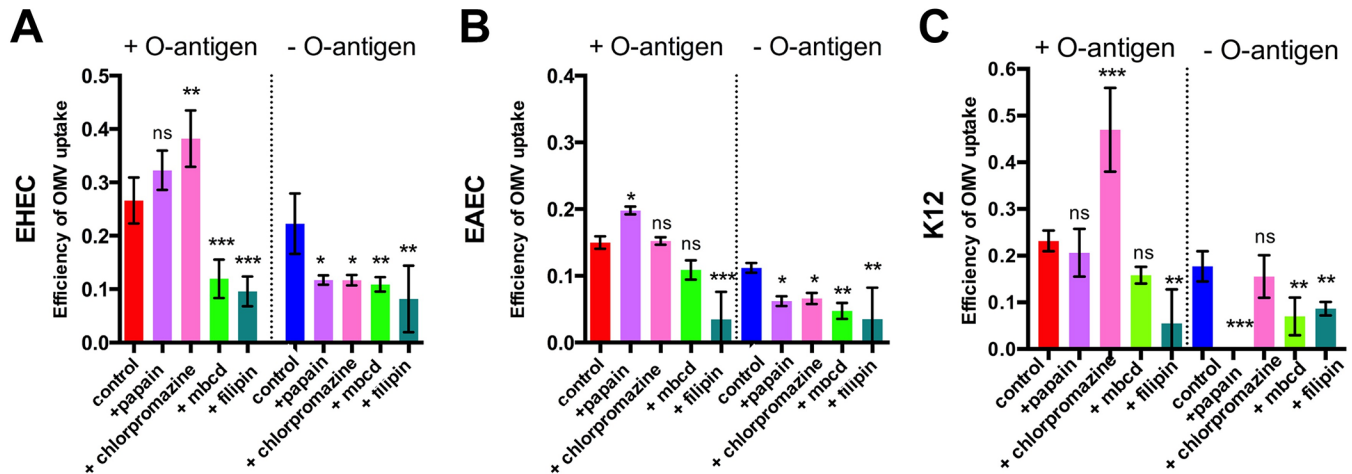 A
+ O-antigen
- O-antigen
EHEC
Efficiency of OMV uptake
0.5
0.4
0.3
0.2
0.1
0.0
ns
**
***
***
*
*
**
**
control
+papain
+ chlorpromazine
+ mbcd
+ filipin
control
+papain
+ chlorpromazine
+ mbcd
+ filipin
B
+ O-antigen
- O-antigen
EAEC
Efficiency of OMV uptake
0.4
0.3
0.2
0.1
0.0
*
ns
ns
***
*
*
**
**
control
+papain
+ chlorpromazine
+ mbcd
+ filipin
control
+papain
+ chlorpromazine
+ mbcd
+ filipin
C
+ O-antigen
- O-antigen
K12
Efficiency of OMV uptake
0.6
0.5
0.4
0.3
0.2
0.1
0.0
ns
***
ns
**
***
ns
**
**
control
+papain
+ chlorpromazine
+ mbcd
+ filipin
control
+papain
+ chlorpromazine
+ mbcd
+ filipin